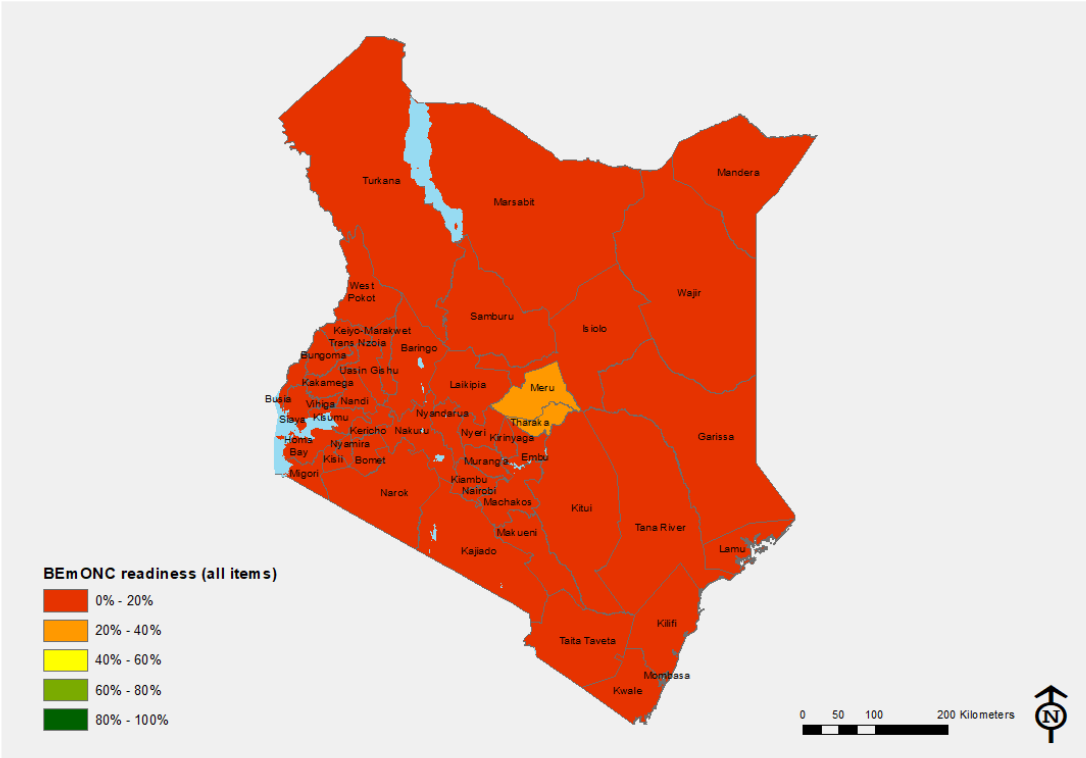 Mandera
Turkana
Marsabit
West
Pokot
Wajir
Samburu
Isiolo
Keiyo-Marakwet
Trans Nzoia
Baringo
Bungoma
Uasin Gishu
Kakamega
Laikipia
Meru
Busia
Vihiga
Nandi
Siaya
Kisumu
Nyandarua
Tharaka
Kericho
Nakuru
Nyeri
Kirinyaga
Garissa
Homa
Bay
Nyamira
Kisii
Bomet
Murang'a
Embu
Migori
Kiambu
Nairobi
Narok
Machakos
Kitui
Makueni
Tana River
Kajiado
Lamu
BEmONC readiness (all items)
0% - 20%
20% - 40%
40% - 60%
60% - 80%
80% - 100%
Kilifi
Taita Taveta
Mombasa
Kwale
0 50 100 200 Kilometers
N